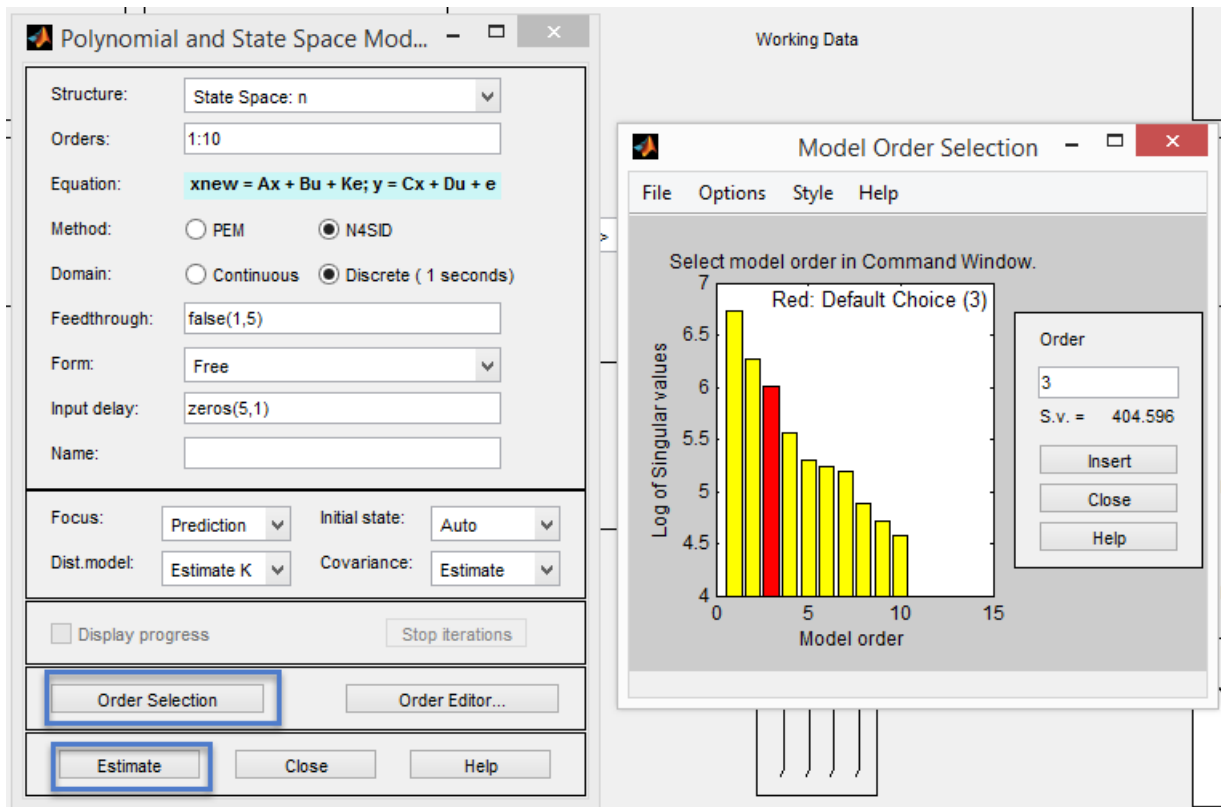 Polynomial and State Space Mod...
Structure: State Space: n
Orders: 1:10
Equation: xnew = Ax + Bu + Ke; y = Cx + Du + e
Method: PEM N4SID
Domain: Continuous Discrete ( 1 seconds)
Feedthrough: false(1,5)
Form: Free
Input delay: zeros(5,1)
Name:
Focus: Prediction Initial state: Auto
Dist.model: Estimate K Covariance: Estimate
Display progress Stop iterations
Order Selection Order Editor...
Estimate Close Help
Working Data
>
Model Order Selection
File Options Style Help
Select model order in Command Window.
Red: Default Choice (3)
Log of Singular values
7
6.5
6
5.5
5
4.5
4
0 5 10 15
Model order
Order
3
S.v. = 404.596
Insert
Close
Help